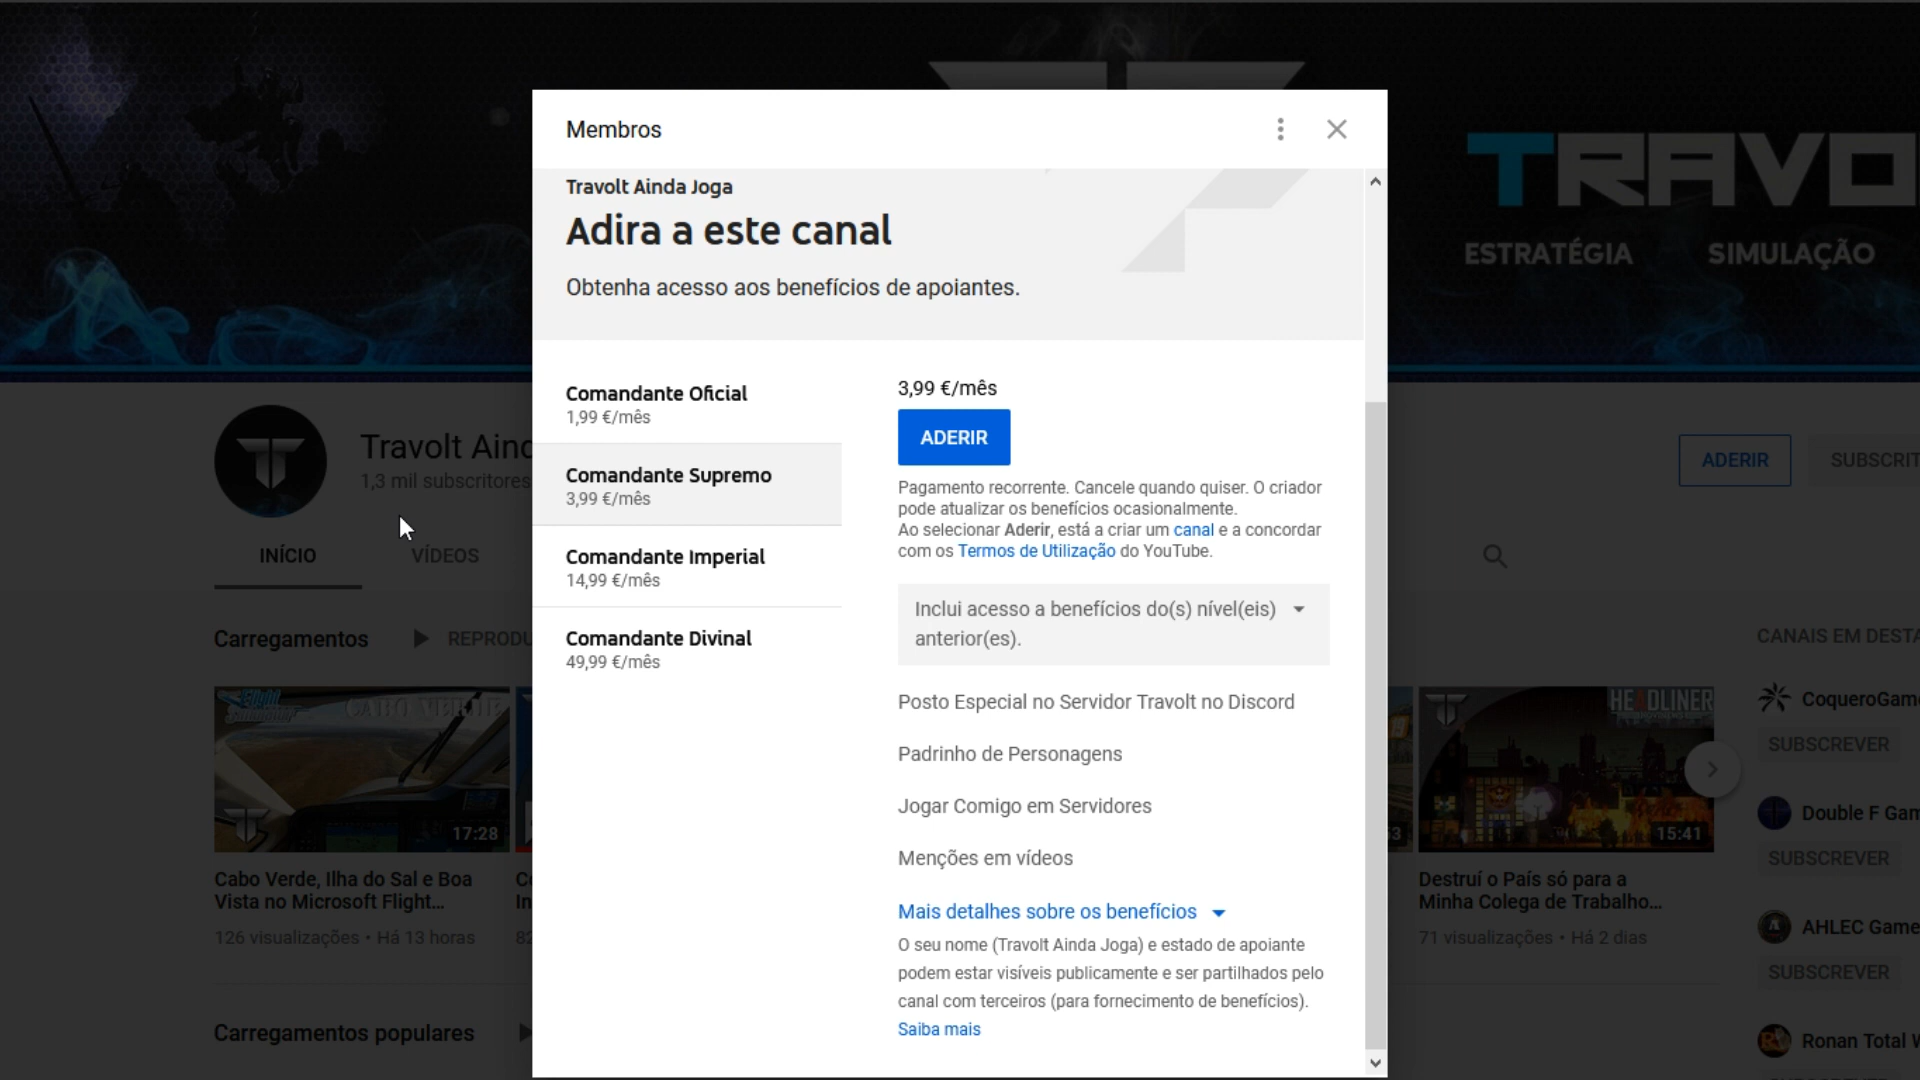 TRAVO
ESTRATÉGIA SIMULAÇÃO
Membros
Travolt Ainda Joga
Adira a este canal
Obtenha acesso aos benefícios de apoiantes.
Comandante Oficial
1,99 €/mês
Comandante Supremo
3,99 €/mês
Comandante Imperial
14,99 €/mês
Comandante Divinal
49,99 €/mês
3,99 €/mês
ADERIR
Pagamento recorrente. Cancele quando quiser. O criador
pode atualizar os benefícios ocasionalmente.
Ao selecionar Aderir, está a criar um canal e a concordar
com os Termos de Utilização do YouTube.
Inclui acesso a benefícios do(s) nível(eis)
anterior(es).
Posto Especial no Servidor Travolt no Discord
Padrinho de Personagens
Jogar Comigo em Servidores
Menções em vídeos
Mais detalhes sobre os benefícios
O seu nome (Travolt Ainda Joga) e estado de apoiante
podem estar visíveis publicamente e ser partilhados pelo
canal com terceiros (para fornecimento de benefícios).
Saiba mais
Travolt Aind
1,3 mil subscritores
ADERIR
SUBSCRIT
INÍCIO
VÍDEOS
Carregamentos
REPRODU
Flight
Simulator
CABO VERDE
17:28
Cabo Verde, Ilha do Sal e Boa
Vista no Microsoft Flight...
126 visualizações • Há 13 horas
HEADLINER
15:41
Destruí o País só para a
Minha Colega de Trabalho...
71 visualizações • Há 2 dias
Carregamentos populares
CANAIS EM DESTA
CoqueroGame
SUBSCREVER
Double F Gam
SUBSCREVER
AHLEC Game
SUBSCREVER
Ronan Total W